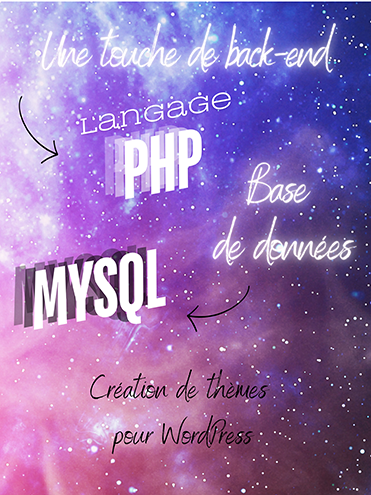 Une touche de back-end
Langage
PHP
Base
de données
MYSQL
Création de thèmes
pour WordPress